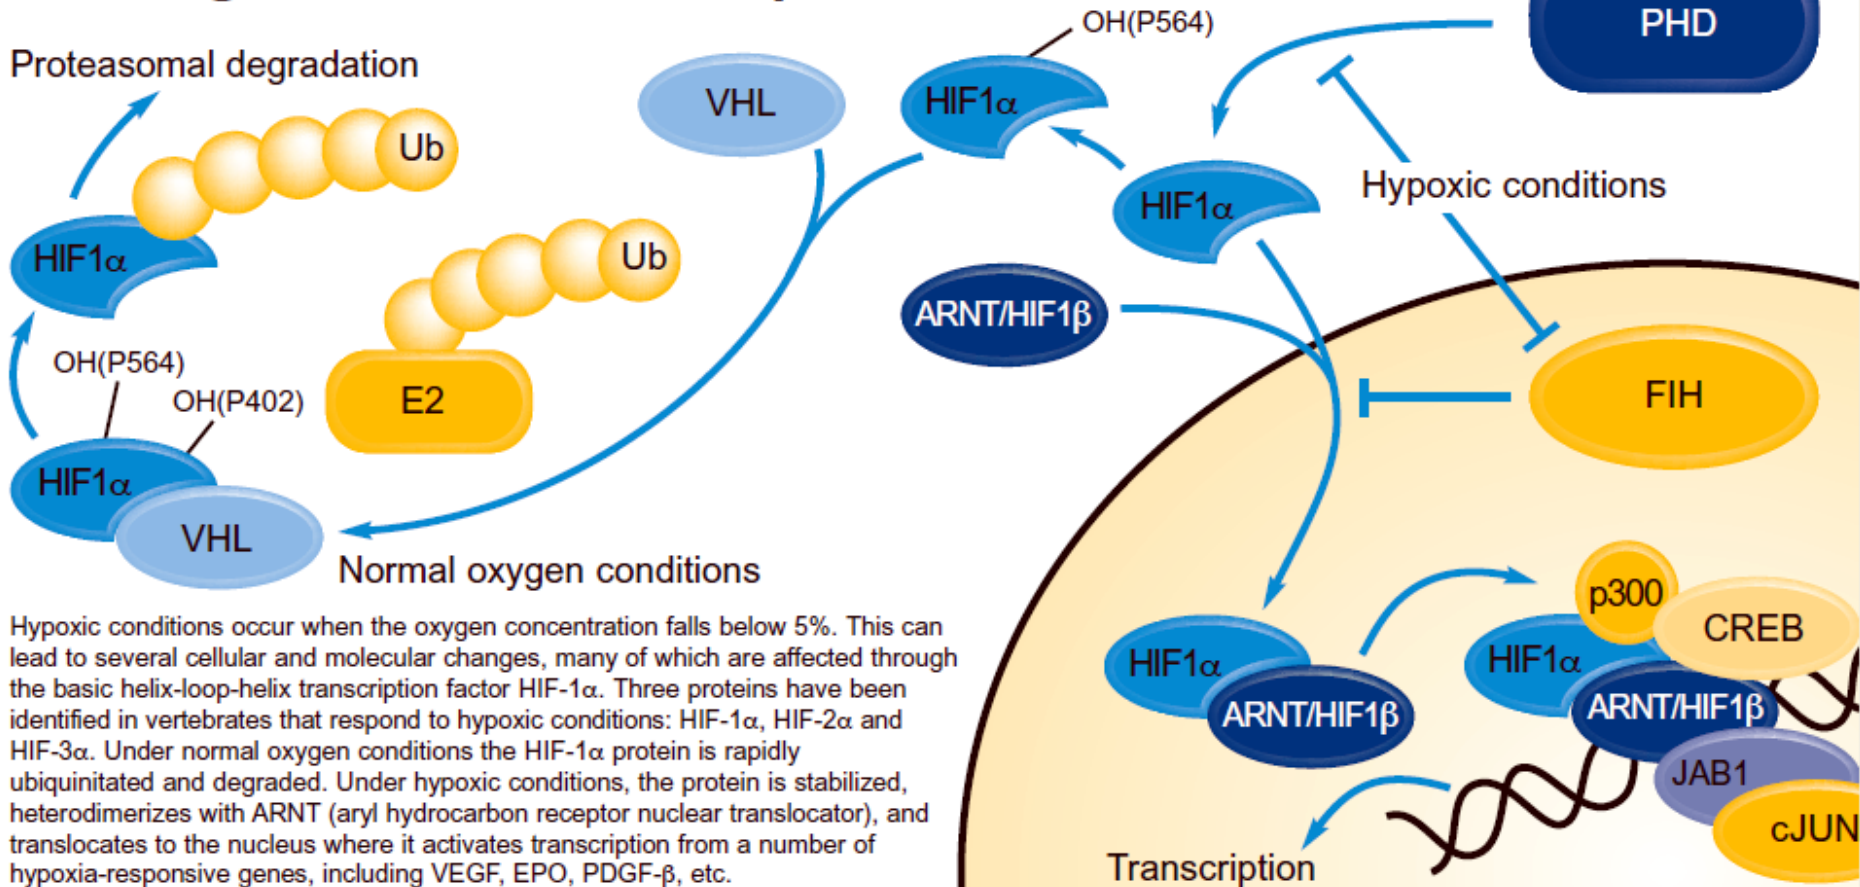 OH(P564)
PHD
Proteasomal degradation
VHL
HIF1α
Ub
Hypoxic conditions
HIF1α
HIF1α
Ub
ARNT/HIF1β
OH(P564)
OH(P402)
E2
FIH
HIF1α
VHL
Normal oxygen conditions
p300
CREB
HIF1α
HIF1α
ARNT/HIF1β
ARNT/HIF1β
JAB1
cJUN
Transcription
Hypoxic conditions occur when the oxygen concentration falls below 5%. This can
lead to several cellular and molecular changes, many of which are affected through
the basic helix-loop-helix transcription factor HIF-1α. Three proteins have been
identified in vertebrates that respond to hypoxic conditions: HIF-1α, HIF-2α and
HIF-3α. Under normal oxygen conditions the HIF-1α protein is rapidly
ubiquinitated and degraded. Under hypoxic conditions, the protein is stabilized,
heterodimerizes with ARNT (aryl hydrocarbon receptor nuclear translocator), and
translocates to the nucleus where it activates transcription from a number of
hypoxia-responsive genes, including VEGF, EPO, PDGF-β, etc.